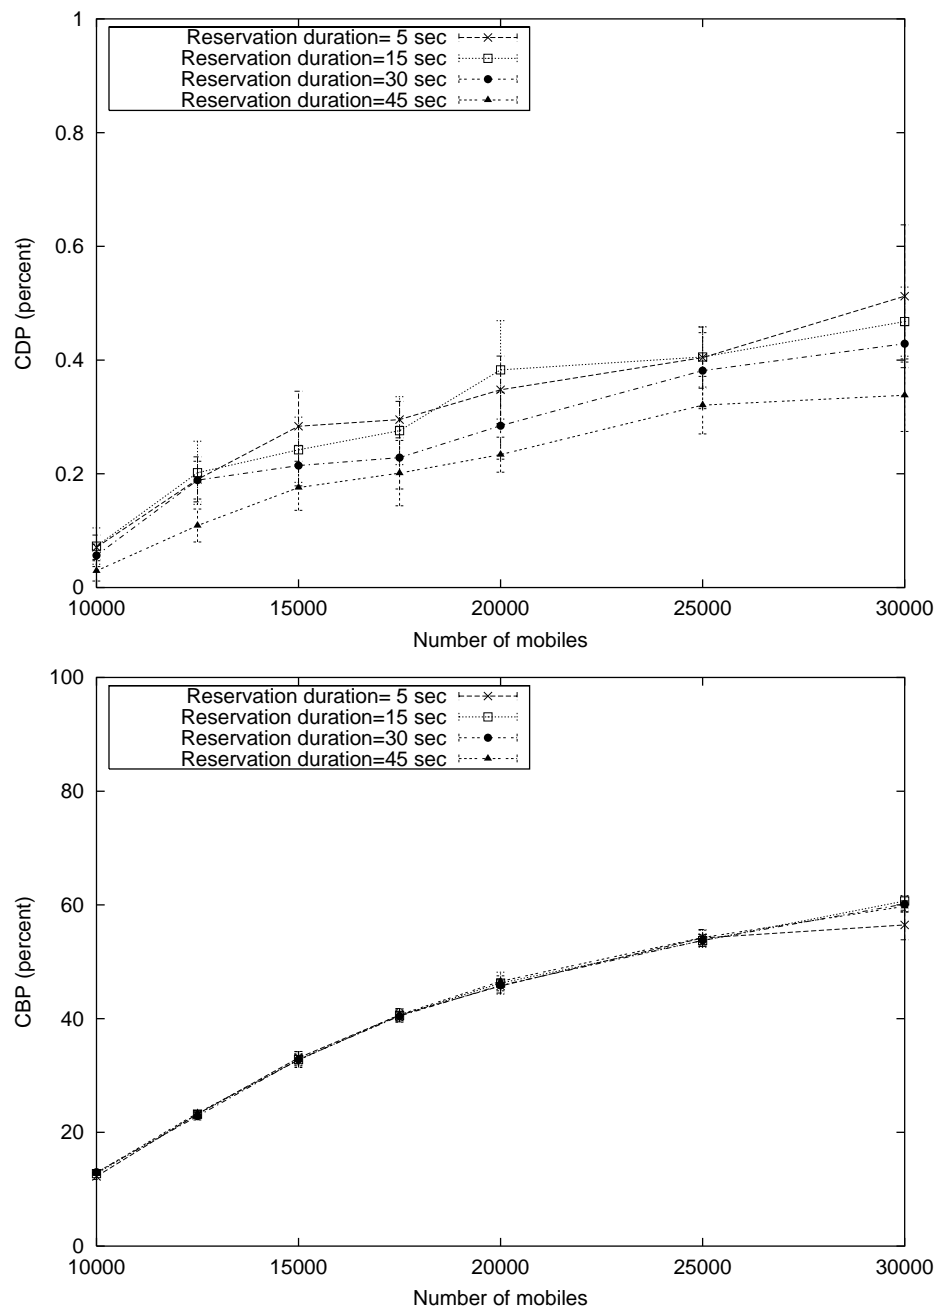 1
0.8
0.6
0.4
0.2
0
CDP (percent)
Reservation duration= 5 sec
Reservation duration=15 sec
Reservation duration=30 sec
Reservation duration=45 sec
10000 15000 20000 25000 30000
Number of mobiles
100
80
60
40
20
0
CBP (percent)
Reservation duration= 5 sec
Reservation duration=15 sec
Reservation duration=30 sec
Reservation duration=45 sec
10000 15000 20000 25000 30000
Number of mobiles